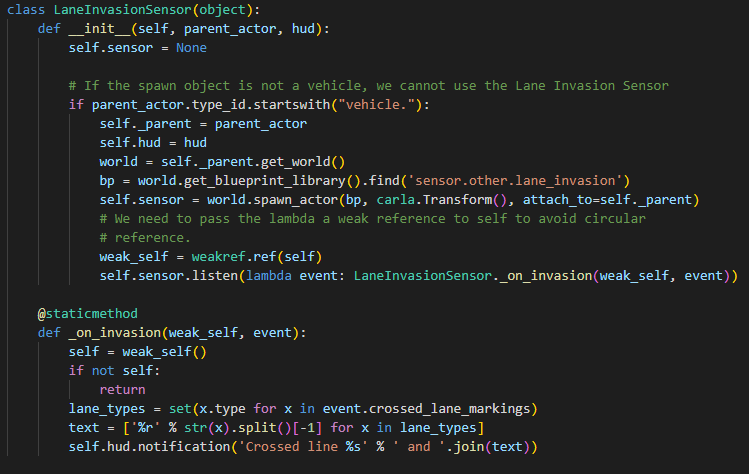 class LaneInvasionSensor(object):
    def __init__(self, parent_actor, hud):
        self.sensor = None

        # If the spawn object is not a vehicle, we cannot use the Lane Invasion Sensor
        if parent_actor.type_id.startswith("vehicle."):
            self._parent = parent_actor
            self.hud = hud
            world = self._parent.get_world()
            bp = world.get_blueprint_library().find('sensor.other.lane_invasion')
            self.sensor = world.spawn_actor(bp, carla.Transform(), attach_to=self._parent)
            # We need to pass the lambda a weak reference to self to avoid circular
            # reference.
            weak_self = weakref.ref(self)
            self.sensor.listen(lambda event: LaneInvasionSensor._on_invasion(weak_self, event))

    @staticmethod
    def _on_invasion(weak_self, event):
        self = weak_self()
        if not self:
            return
        lane_types = set(x.type for x in event.crossed_lane_markings)
        text = ['%r' % str(x).split()[-1] for x in lane_types]
        self.hud.notification('Crossed line %s' % ' and '.join(text))